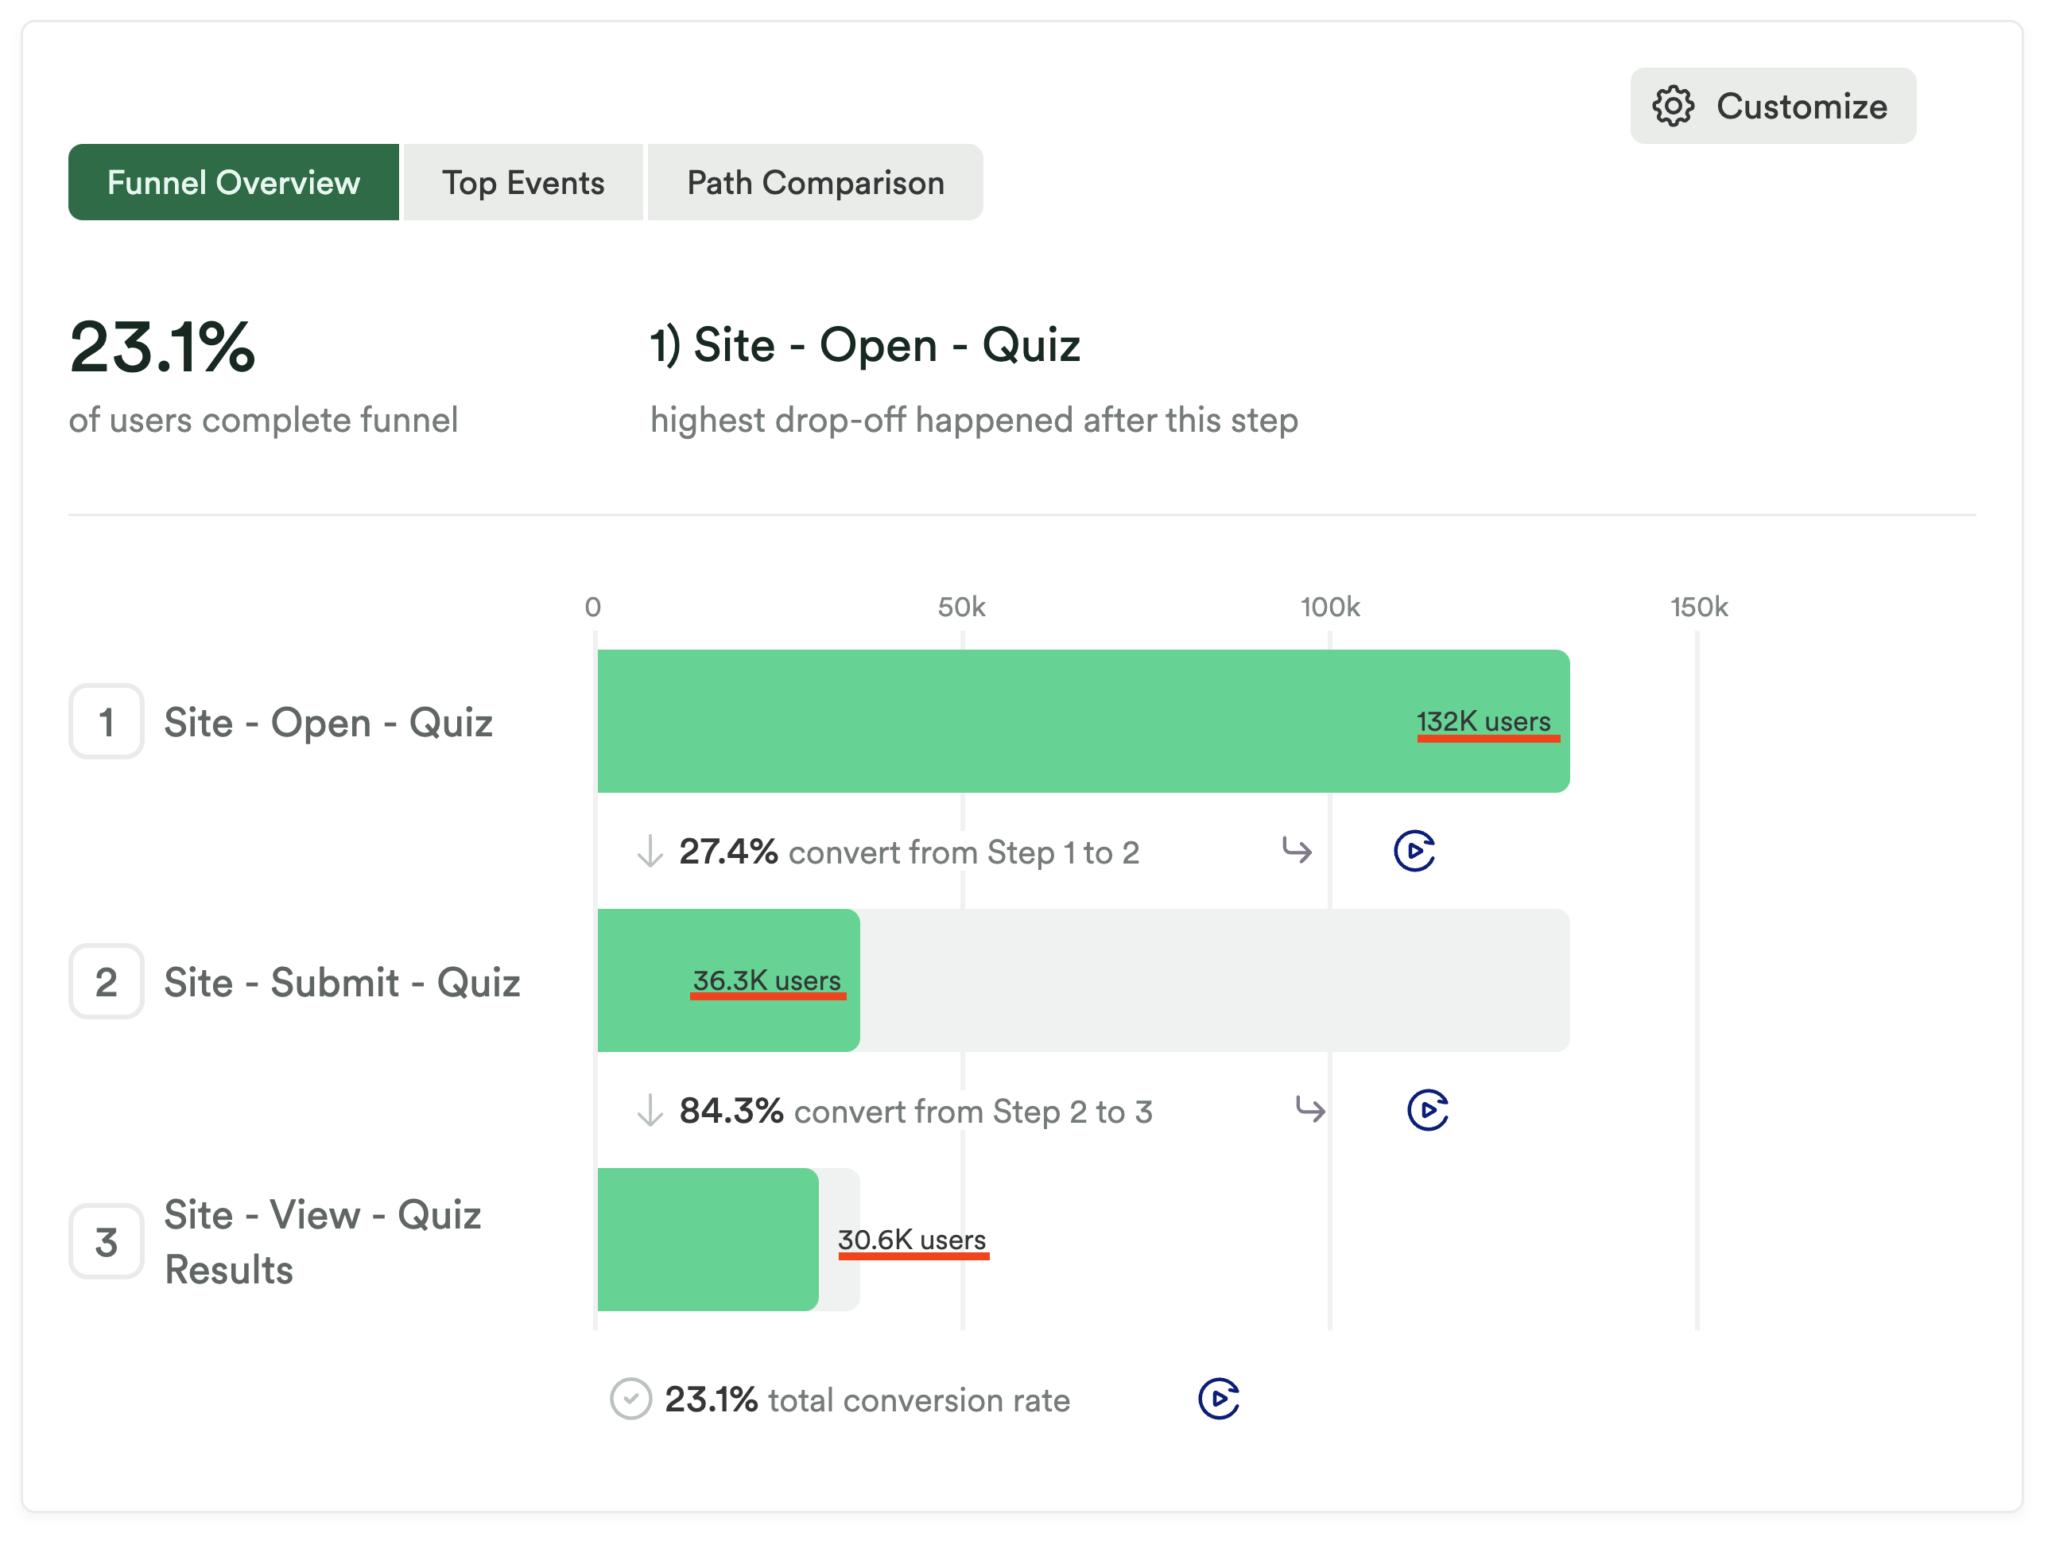 Customize
Funnel Overview
Top Events
Path Comparison
23.1%
of users complete funnel
1) Site - Open - Quiz
highest drop-off happened after this step
0
50k
100k
150k
1
Site - Open - Quiz
132K users
27.4% convert from Step 1 to 2
2
Site - Submit - Quiz
36.3K users
84.3% convert from Step 2 to 3
3
Site - View - Quiz
Results
30.6K users
23.1% total conversion rate